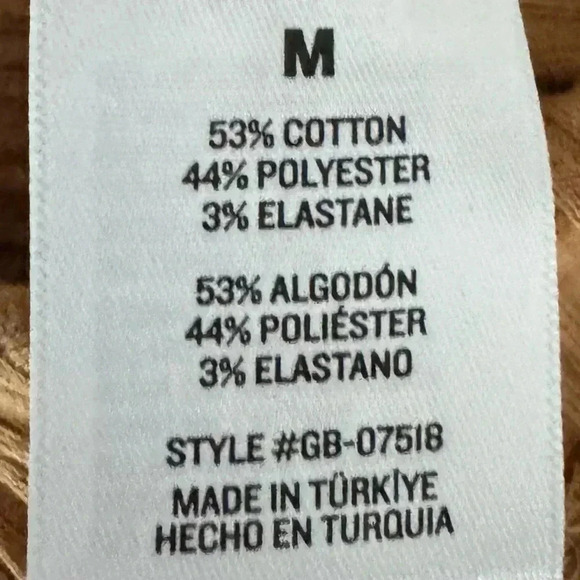 M
53% COTTON
44% POLYESTER
3% ELASTANE
53% ALGODÓN
44% POLIÉSTER
3% ELASTANO
STYLE #GB-07518
MADE IN TÜRKİYE
HECHO EN TURQUIA